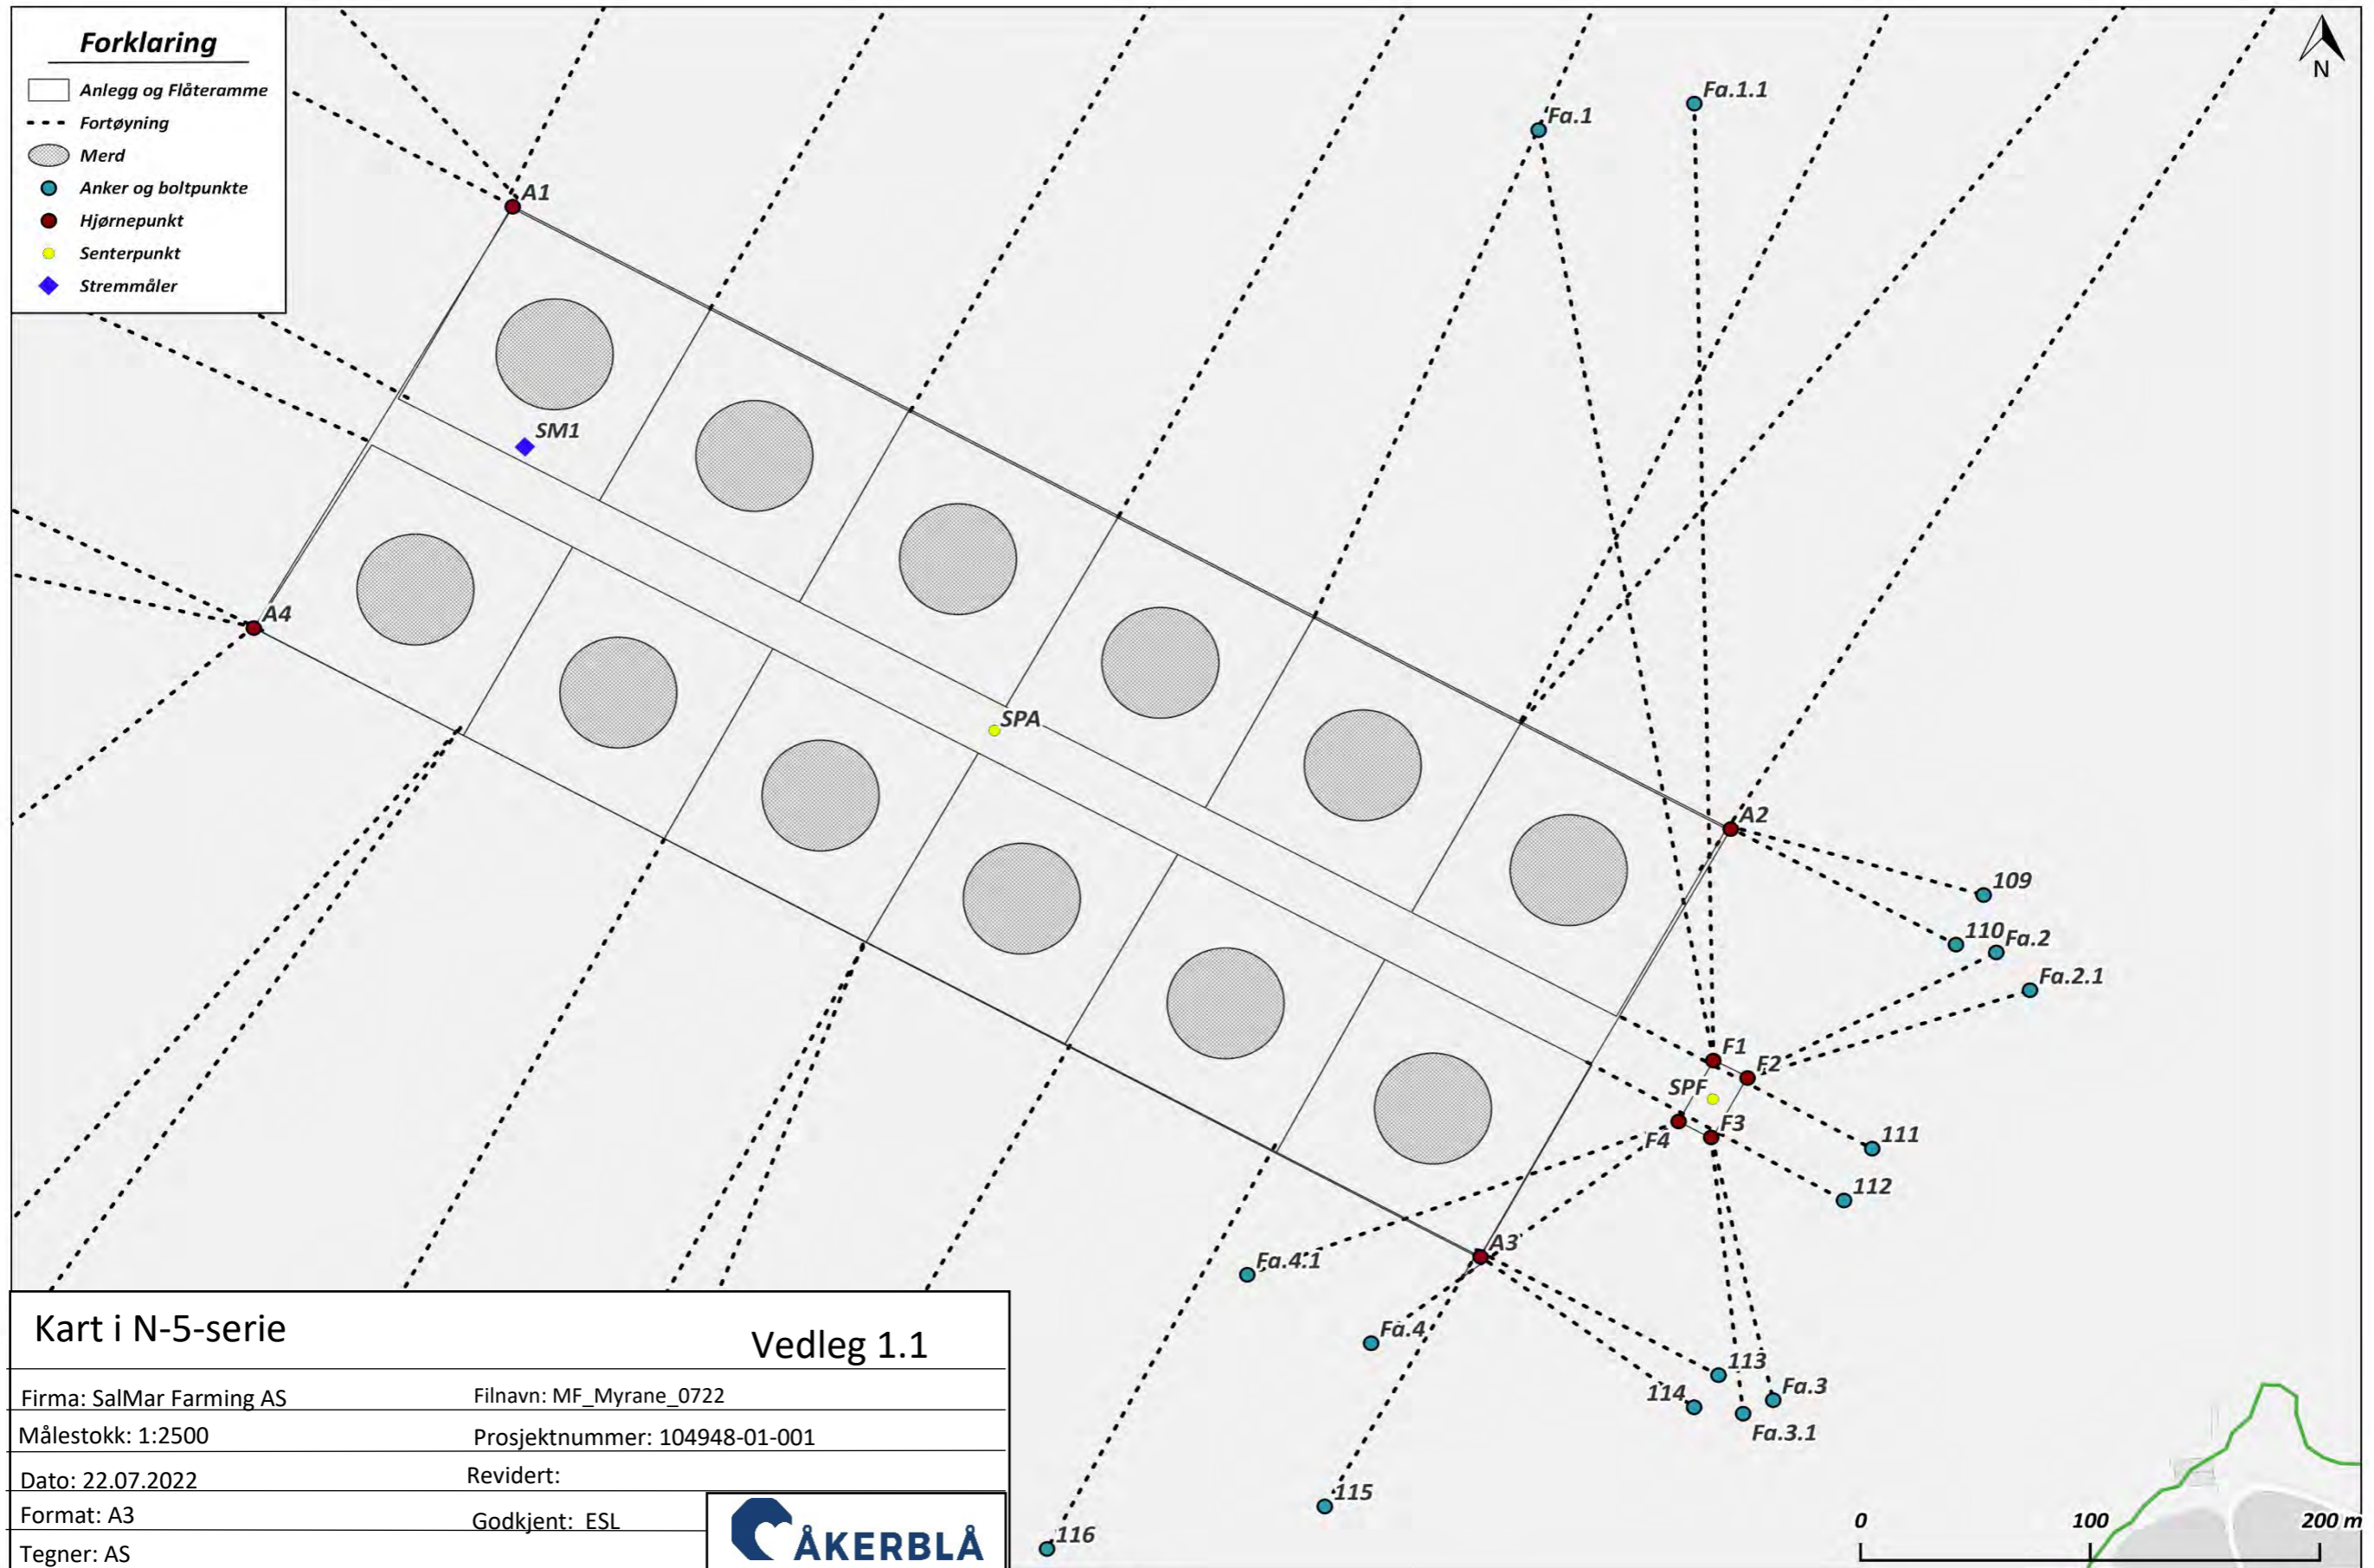 Forklaring
Anlegg og Flåteramme
Fortøyning
Merd
Anker og boltpunkte
Hjørnepunkt
Senterpunkt
Stremmåler
N
Fa.1.1
Fa.1
A1
SM1
A4
SPA
A2
109
110
Fa.2
Fa.2.1
F1
F2
SPF
F3
F4
111
112
A3
Fa.4.1
Fa.4
113
114
Fa.3
Fa.3.1
115
116
Kart i N-5-serie
Vedleg 1.1
Firma: SalMar Farming AS
Filnavn: MF_Myrane_0722
Målestokk: 1:2500
Prosjektnummer: 104948-01-001
Dato: 22.07.2022
Revidert:
Format: A3
Godkjent: ESL
Tegner: AS
ÅKERBLÅ
0 100 200 m